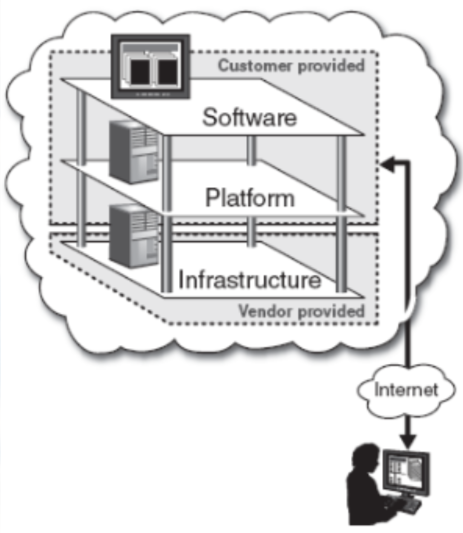 Customer provided
Software
Platform
Infrastructure
Vendor provided
Internet